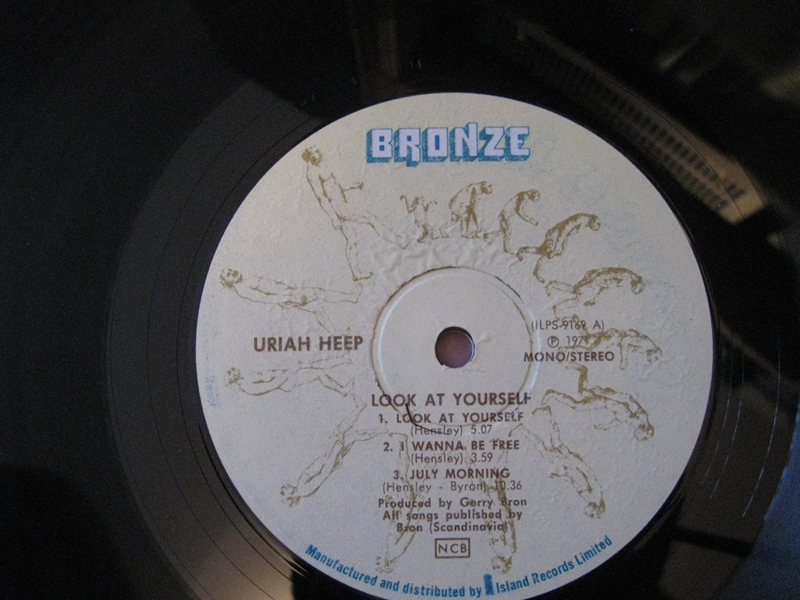 BRONZE
URIAH HEEP
(ILPS-9169 A)
Ⓟ 1971
MONO/STEREO
LOOK AT YOURSELF
1. LOOK AT YOURSELF
(Hensley) 5.07
2. I WANNA BE FREE
(Hensley) 3.59
3. JULY MORNING
(Hensley - Byron) 10.36
Produced by Gerry Bron
All songs published by
Bron (Scandinavia)
NCB
Manufactured and distributed by Island Records Limited